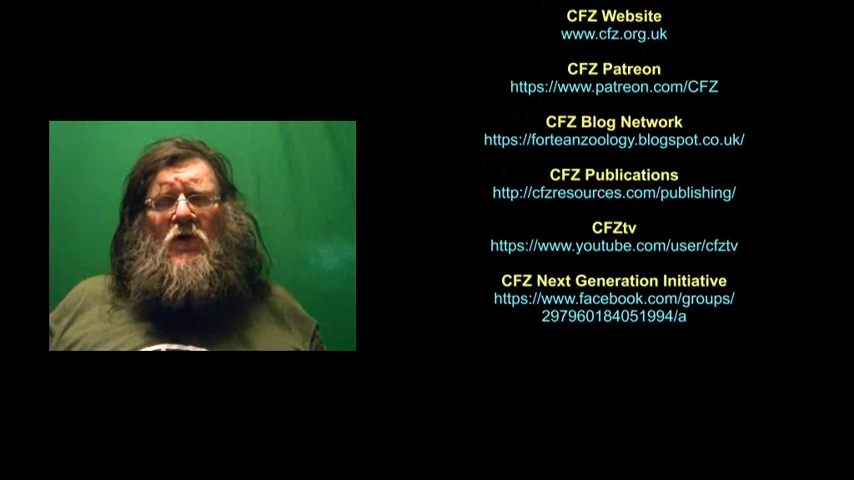 CFZ Website
www.cfz.org.uk
CFZ Patreon
https://www.patreon.com/CFZ
CFZ Blog Network
https://forteanzoology.blogspot.co.uk/
CFZ Publications
http://cfzresources.com/publishing/
CFZtv
https://www.youtube.com/user/cfztv
CFZ Next Generation Initiative
https://www.facebook.com/groups/
297960184051994/a